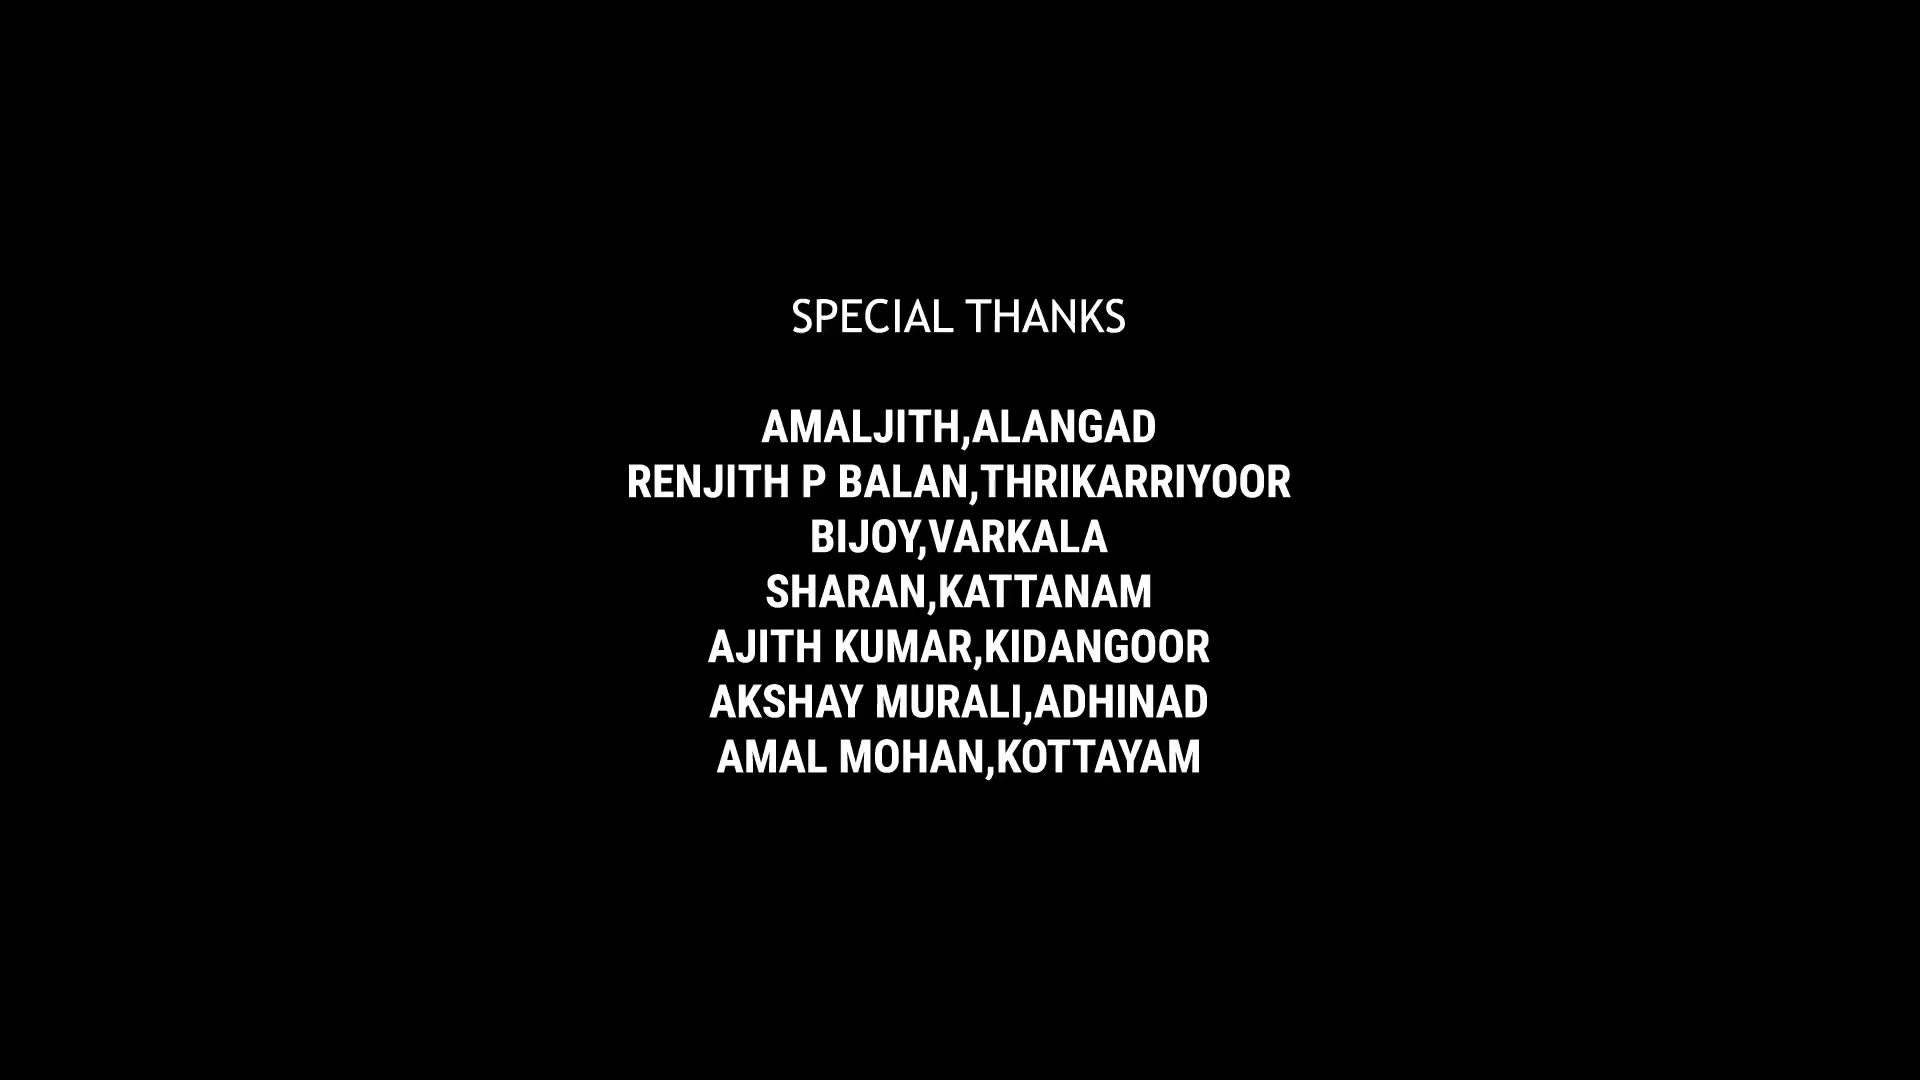 SPECIAL THANKS
AMALJITH,ALANGAD
RENJITH P BALAN,THRIKARRIYOOR
BIJOY,VARKALA
SHARAN,KATTANAM
AJITH KUMAR,KIDANGOOR
AKSHAY MURALI,ADHINAD
AMAL MOHAN,KOTTAYAM